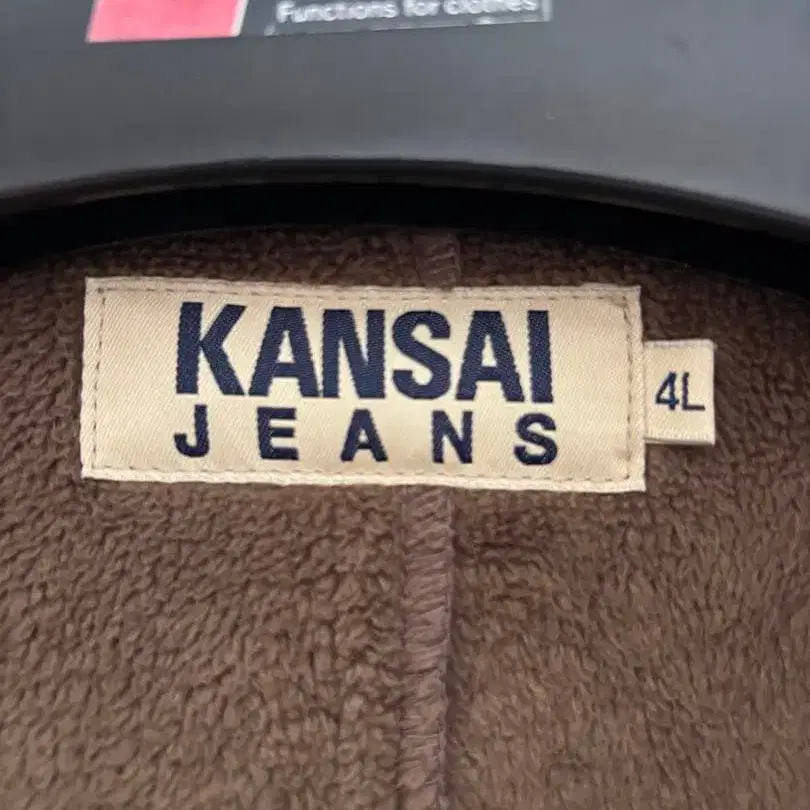 Functions for clothes
KANSAI
JEANS
4L